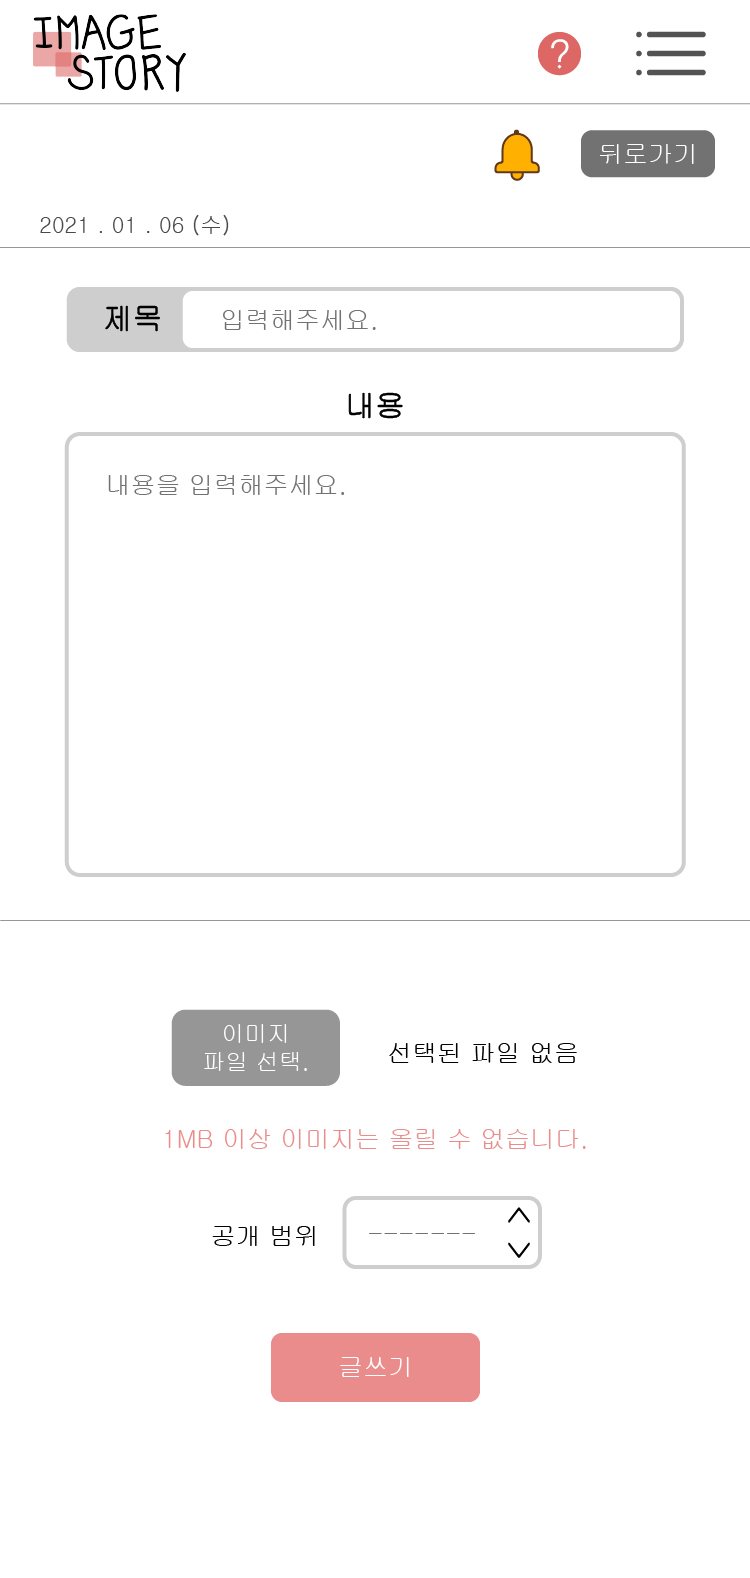 IMAGE
STORY
?
뒤로가기
2021 . 01 . 06 (수)
제목
입력해주세요.
내용
내용을 입력해주세요.
이미지
파일 선택.
선택된 파일 없음
1MB 이상 이미지는 올릴 수 없습니다.
공개 범위
-------
글쓰기